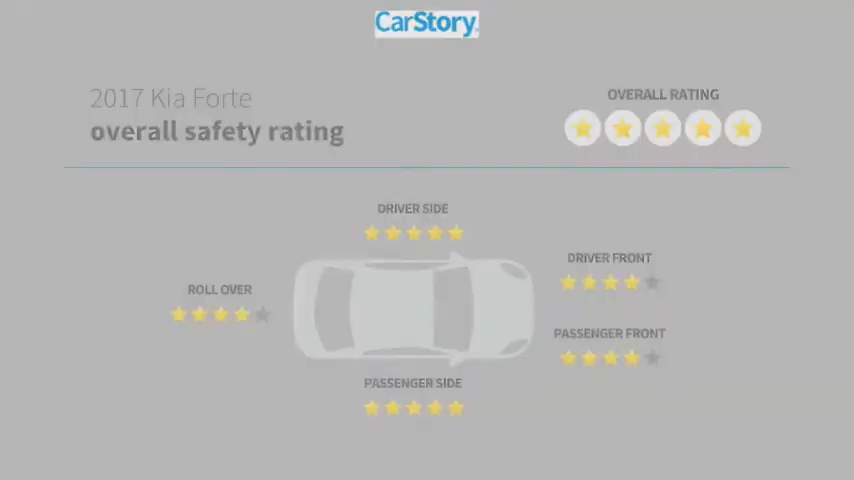 CarStory
2017 Kia Forte
overall safety rating
OVERALL RATING
DRIVER SIDE
DRIVER FRONT
ROLL OVER
PASSENGER FRONT
PASSENGER SIDE